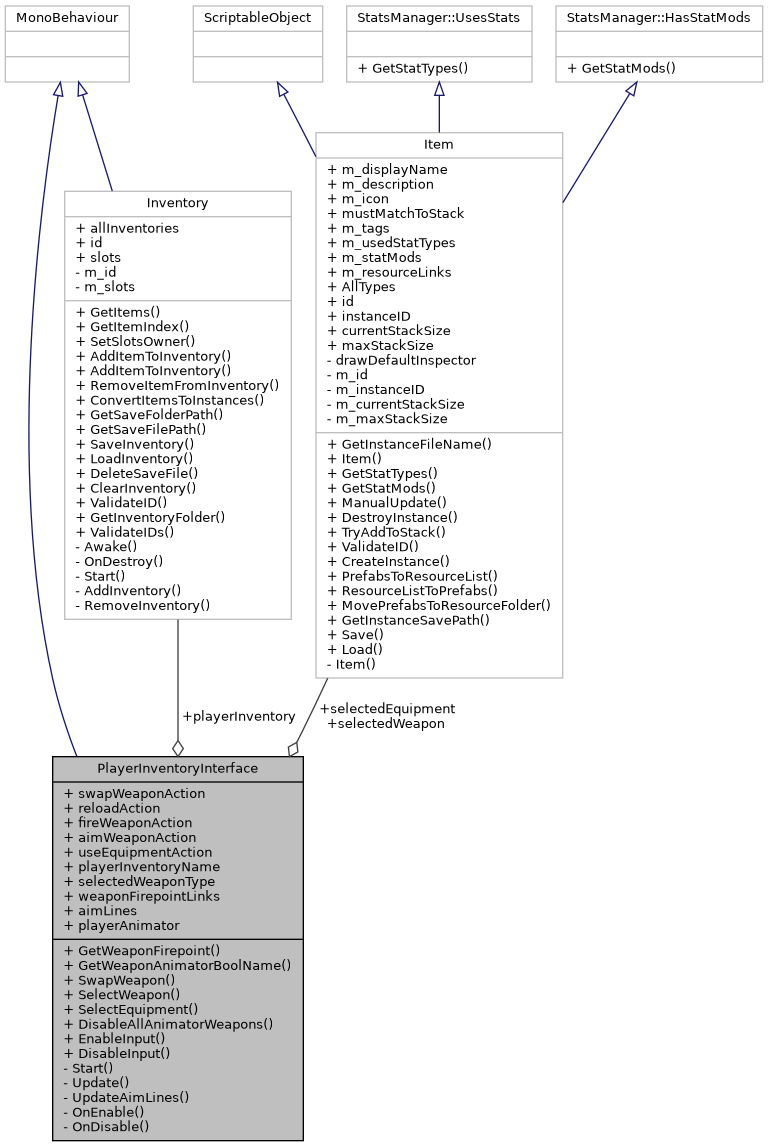 MonoBehaviour
ScriptableObject
StatsManager::UsesStats
+ GetStatTypes()
StatsManager::HasStatMods
+ GetStatMods()
Inventory
+ allInventories
+ id
+ slots
- m_id
- m_slots
+ GetItems()
+ GetItemIndex()
+ SetSlotsOwner()
+ AddItemToInventory()
+ AddItemToInventory()
+ RemoveItemFromInventory()
+ ConvertItemsToInstances()
+ GetSaveFolderPath()
+ GetSaveFilePath()
+ SaveInventory()
+ LoadInventory()
+ DeleteSaveFile()
+ ClearInventory()
+ ValidateID()
+ GetInventoryFolder()
+ ValidateIDs()
- Awake()
- OnDestroy()
- Start()
- AddInventory()
- RemoveInventory()
Item
+ m_displayName
+ m_description
+ m_icon
+ mustMatchToStack
+ m_tags
+ m_usedStatTypes
+ m_statMods
+ m_resourceLinks
+ AllTypes
+ id
+ instanceID
+ currentStackSize
+ maxStackSize
- drawDefaultInspector
- m_id
- m_instanceID
- m_currentStackSize
- m_maxStackSize
+ GetInstanceFileName()
+ Item()
+ GetStatTypes()
+ GetStatMods()
+ ManualUpdate()
+ DestroyInstance()
+ TryAddToStack()
+ ValidateID()
+ CreateInstance()
+ PrefabsToResourceList()
+ ResourceListToPrefabs()
+ MovePrefabsToResourceFolder()
+ GetInstanceSavePath()
+ Save()
+ Load()
- Item()
+playerInventory
+selectedEquipment
+selectedWeapon
PlayerInventoryInterface
+ swapWeaponAction
+ reloadAction
+ fireWeaponAction
+ aimWeaponAction
+ useEquipmentAction
+ playerInventoryName
+ selectedWeaponType
+ weaponFirepointLinks
+ aimLines
+ playerAnimator
+ GetWeaponFirepoint()
+ GetWeaponAnimatorBoolName()
+ SwapWeapon()
+ SelectWeapon()
+ SelectEquipment()
+ DisableAllAnimatorWeapons()
+ EnableInput()
+ DisableInput()
- Start()
- Update()
- UpdateAimLines()
- OnEnable()
- OnDisable()